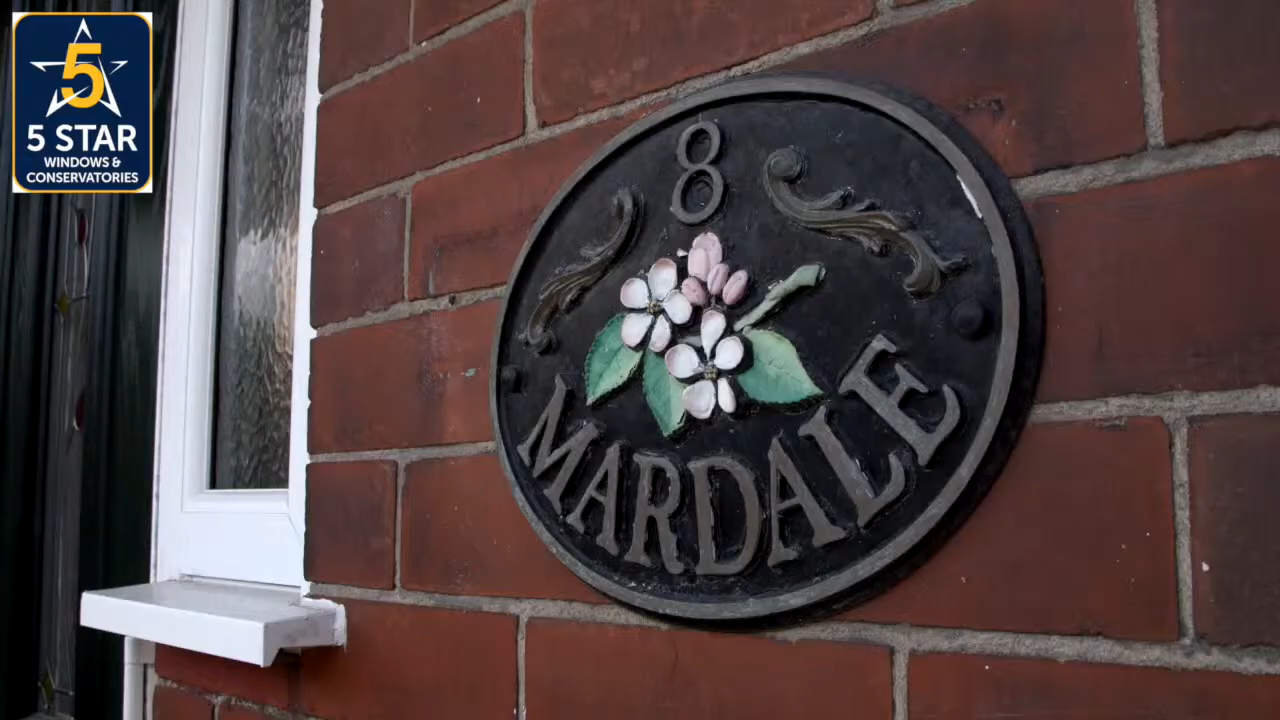 5
5 STAR
WINDOWS &
CONSERVATORIES
8
MARDALE